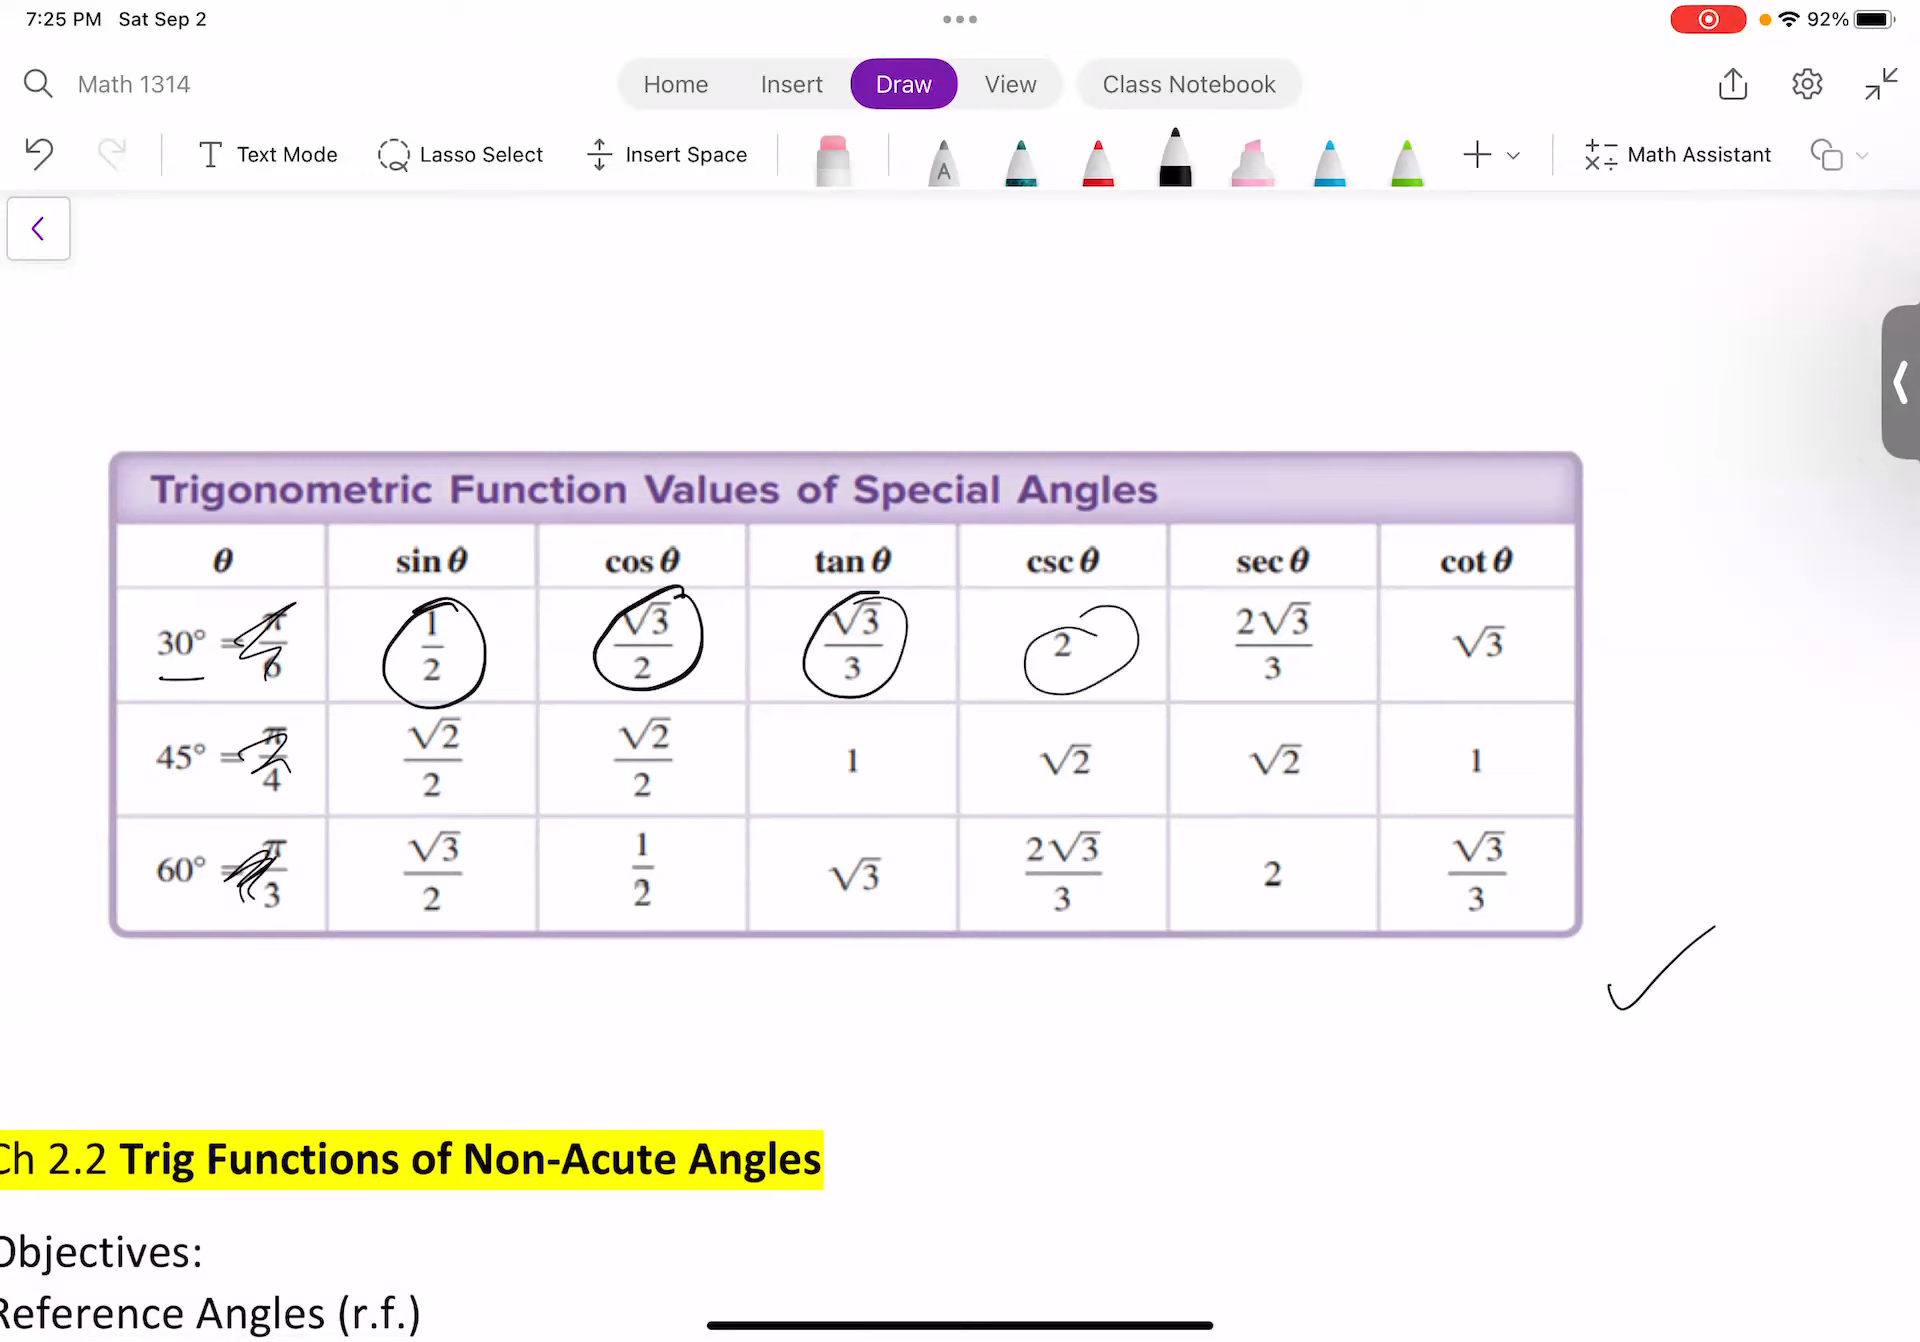 7:25 PM Sat Sep 2
92%
Math 1314
Home Insert Draw View Class Notebook
Text Mode Lasso Select Insert Space A Math Assistant
Trigonometric Function Values of Special Angles
θ sin θ cos θ tan θ csc θ sec θ cot θ
30° = π/6 1/2 √3/2 √3/3 2 2√3/3 √3
45° = π/4 √2/2 √2/2 1 √2 √2 1
60° = π/3 √3/2 1/2 √3 2√3/3 2 √3/3
Ch 2.2 Trig Functions of Non-Acute Angles
Objectives:
Reference Angles (r.f.)